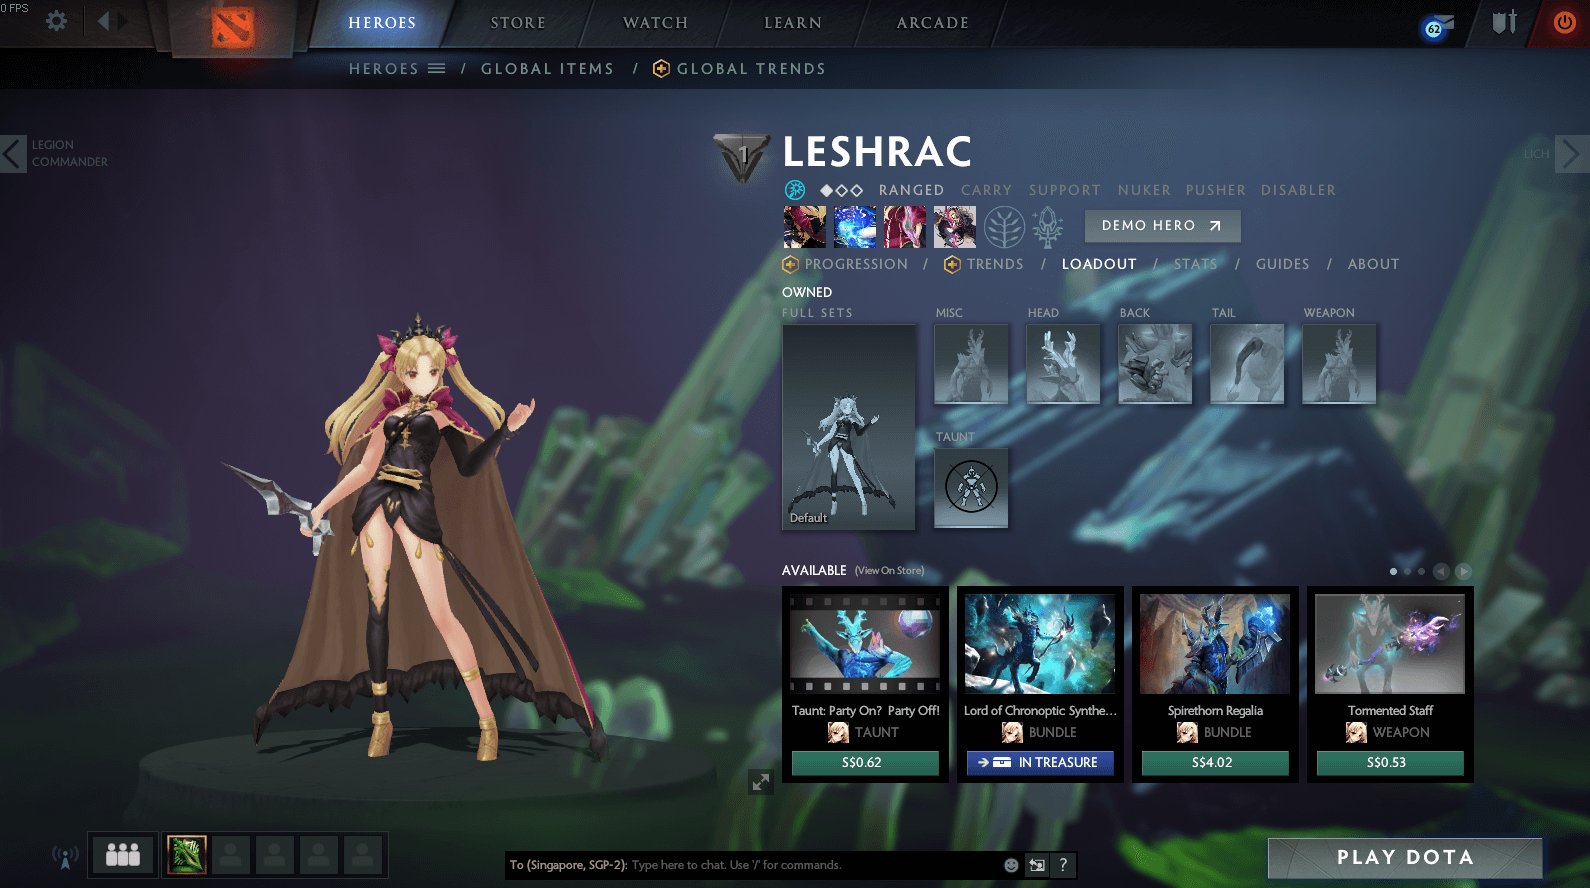 0 FPS
HEROES
STORE
WATCH
LEARN
ARCADE
62
HEROES / GLOBAL ITEMS / GLOBAL TRENDS
LEGION
COMMANDER
1
LESHRAC
LICH
RANGED CARRY SUPPORT NUKER PUSHER DISABLER
DEMO HERO
PROGRESSION / TRENDS / LOADOUT / STATS / GUIDES / ABOUT
OWNED
FULL SETS
MISC
HEAD
BACK
TAIL
WEAPON
TAUNT
Default
AVAILABLE (View On Store)
Taunt: Party On? Party Off!
TAUNT
S$0.62
Lord of Chronoptic Synthe...
BUNDLE
IN TREASURE
Spirethorn Regalia
BUNDLE
S$4.02
Tormented Staff
WEAPON
S$0.53
To (Singapore, SGP-2): Type here to chat. Use '/' for commands.
?
PLAY DOTA